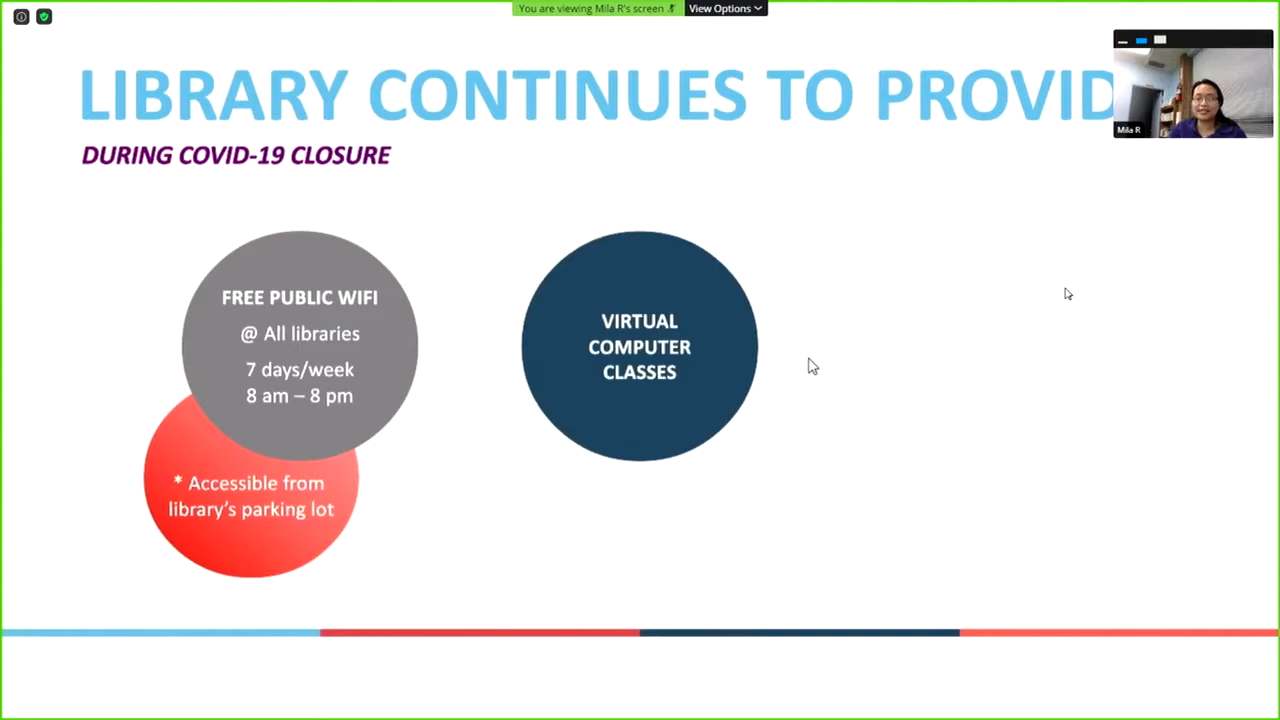 You are viewing Mila R's screen
View Options
LIBRARY CONTINUES TO PROVID
Mila R
DURING COVID-19 CLOSURE
FREE PUBLIC WIFI
@ All libraries
7 days/week
8 am – 8 pm
* Accessible from
library's parking lot
VIRTUAL
COMPUTER
CLASSES